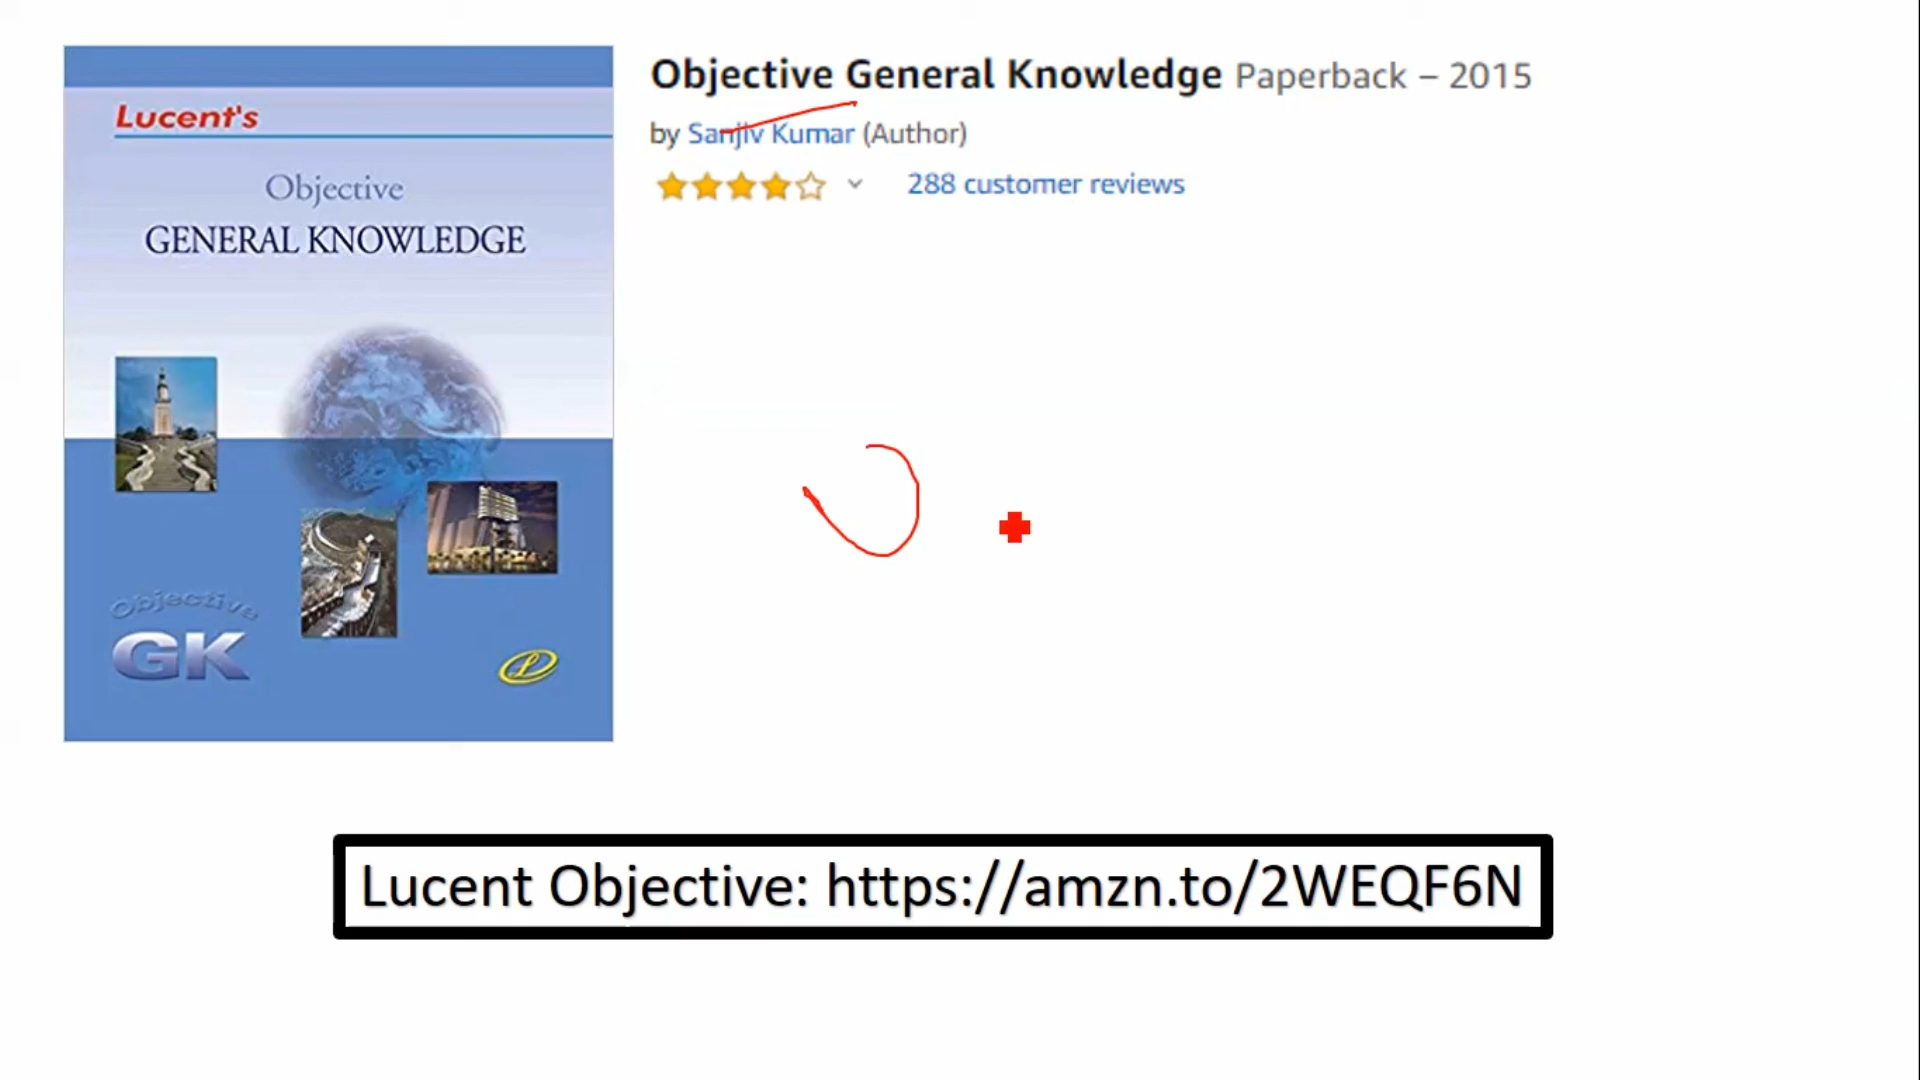 Lucent's
Objective
GENERAL KNOWLEDGE
Objective
GK
Objective General Knowledge Paperback – 2015
by Sanjiv Kumar (Author)
288 customer reviews
Lucent Objective: https://amzn.to/2WEQF6N